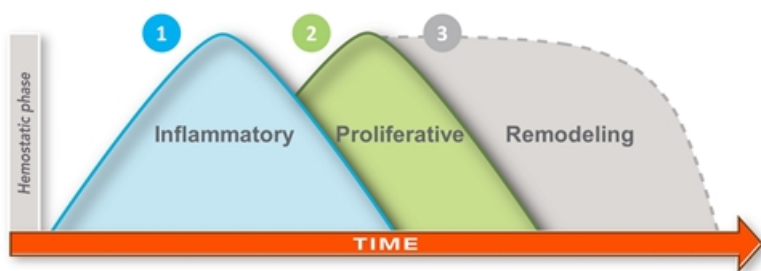 1
2
3
Hemostatic phase
Inflammatory
Proliferative
Remodeling
TIME